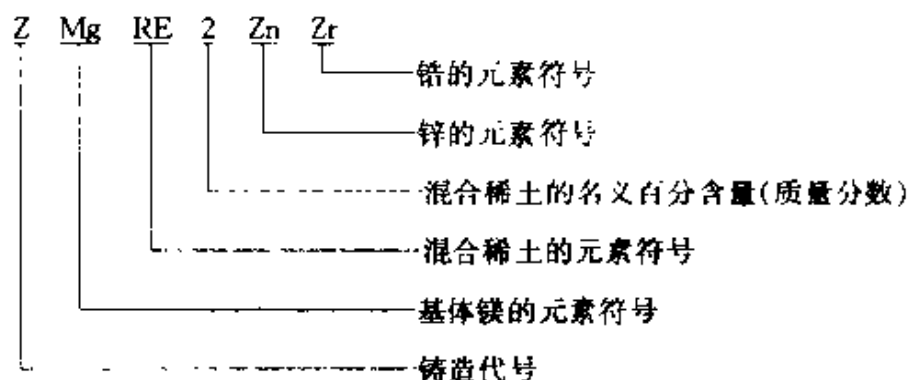 Z Mg RE 2 Zn Zr
锆的元素符号
锌的元素符号
混合稀土的名义百分含量(质量分数)
混合稀土的元素符号
基体镁的元素符号
铸造代号